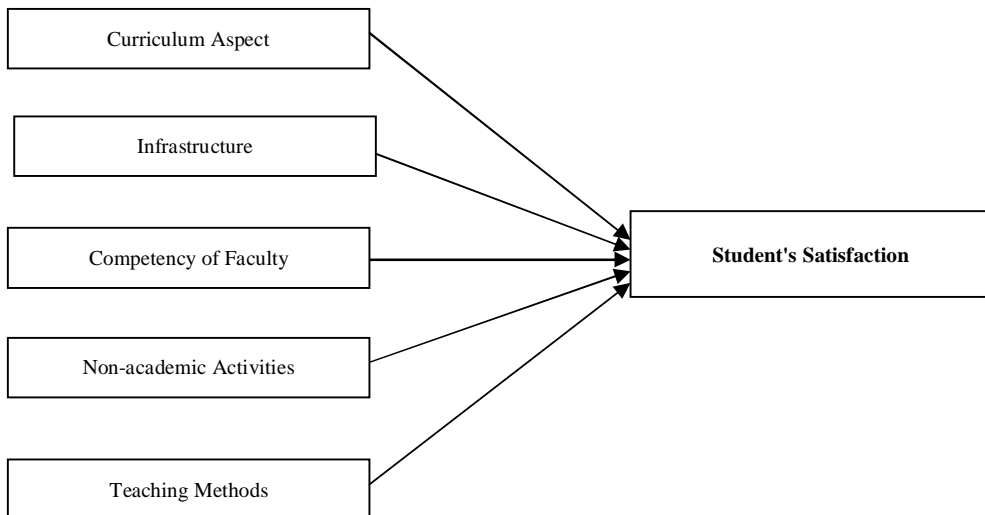 Curriculum Aspect
Infrastructure
Competency of Faculty
Student's Satisfaction
Non-academic Activities
Teaching Methods